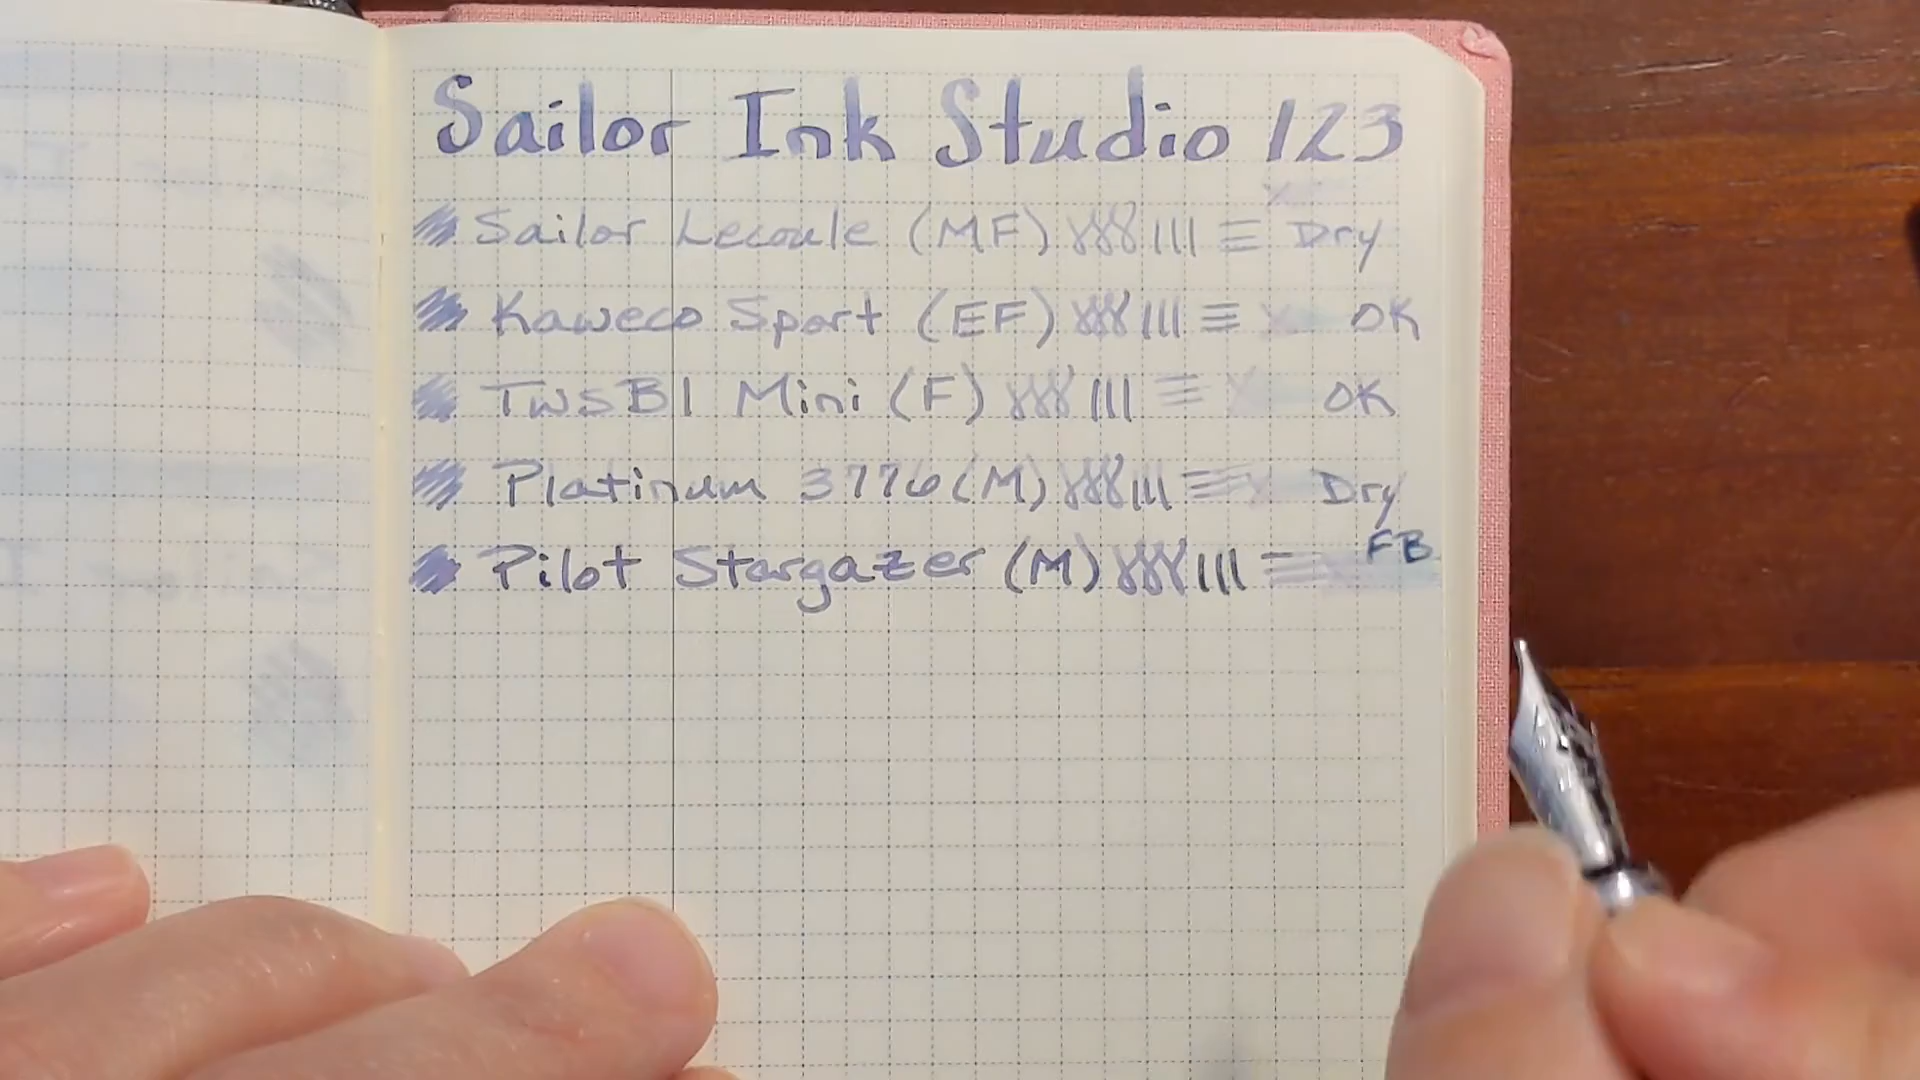 Sailor Ink Studio 123
Sailor Lecoule (MF) Dry
Kaweco Sport (EF) OK
TWSBI Mini (F) OK
Platinum 3776 (M) Dry
Pilot Stargazer (M) FB